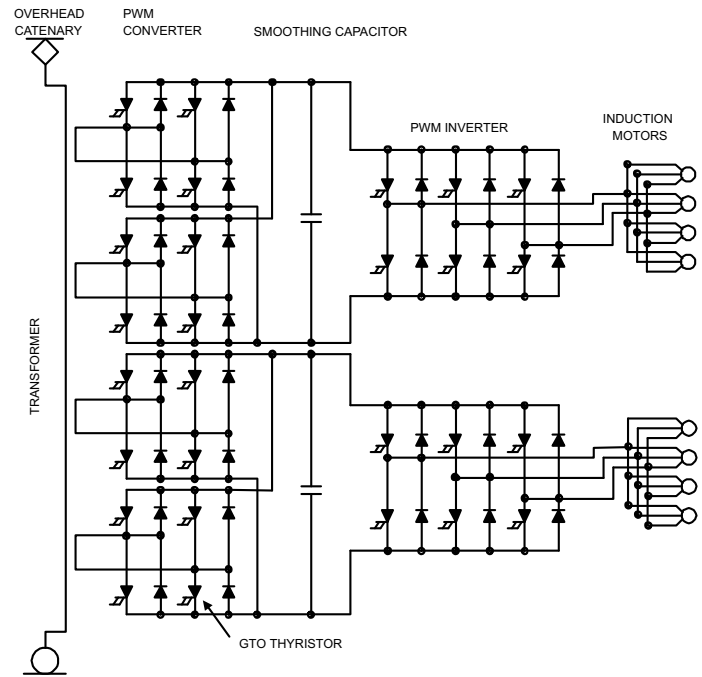 OVERHEAD
CATENARY
PWM
CONVERTER
SMOOTHING CAPACITOR
PWM INVERTER
INDUCTION
MOTORS
TRANSFORMER
GTO THYRISTOR